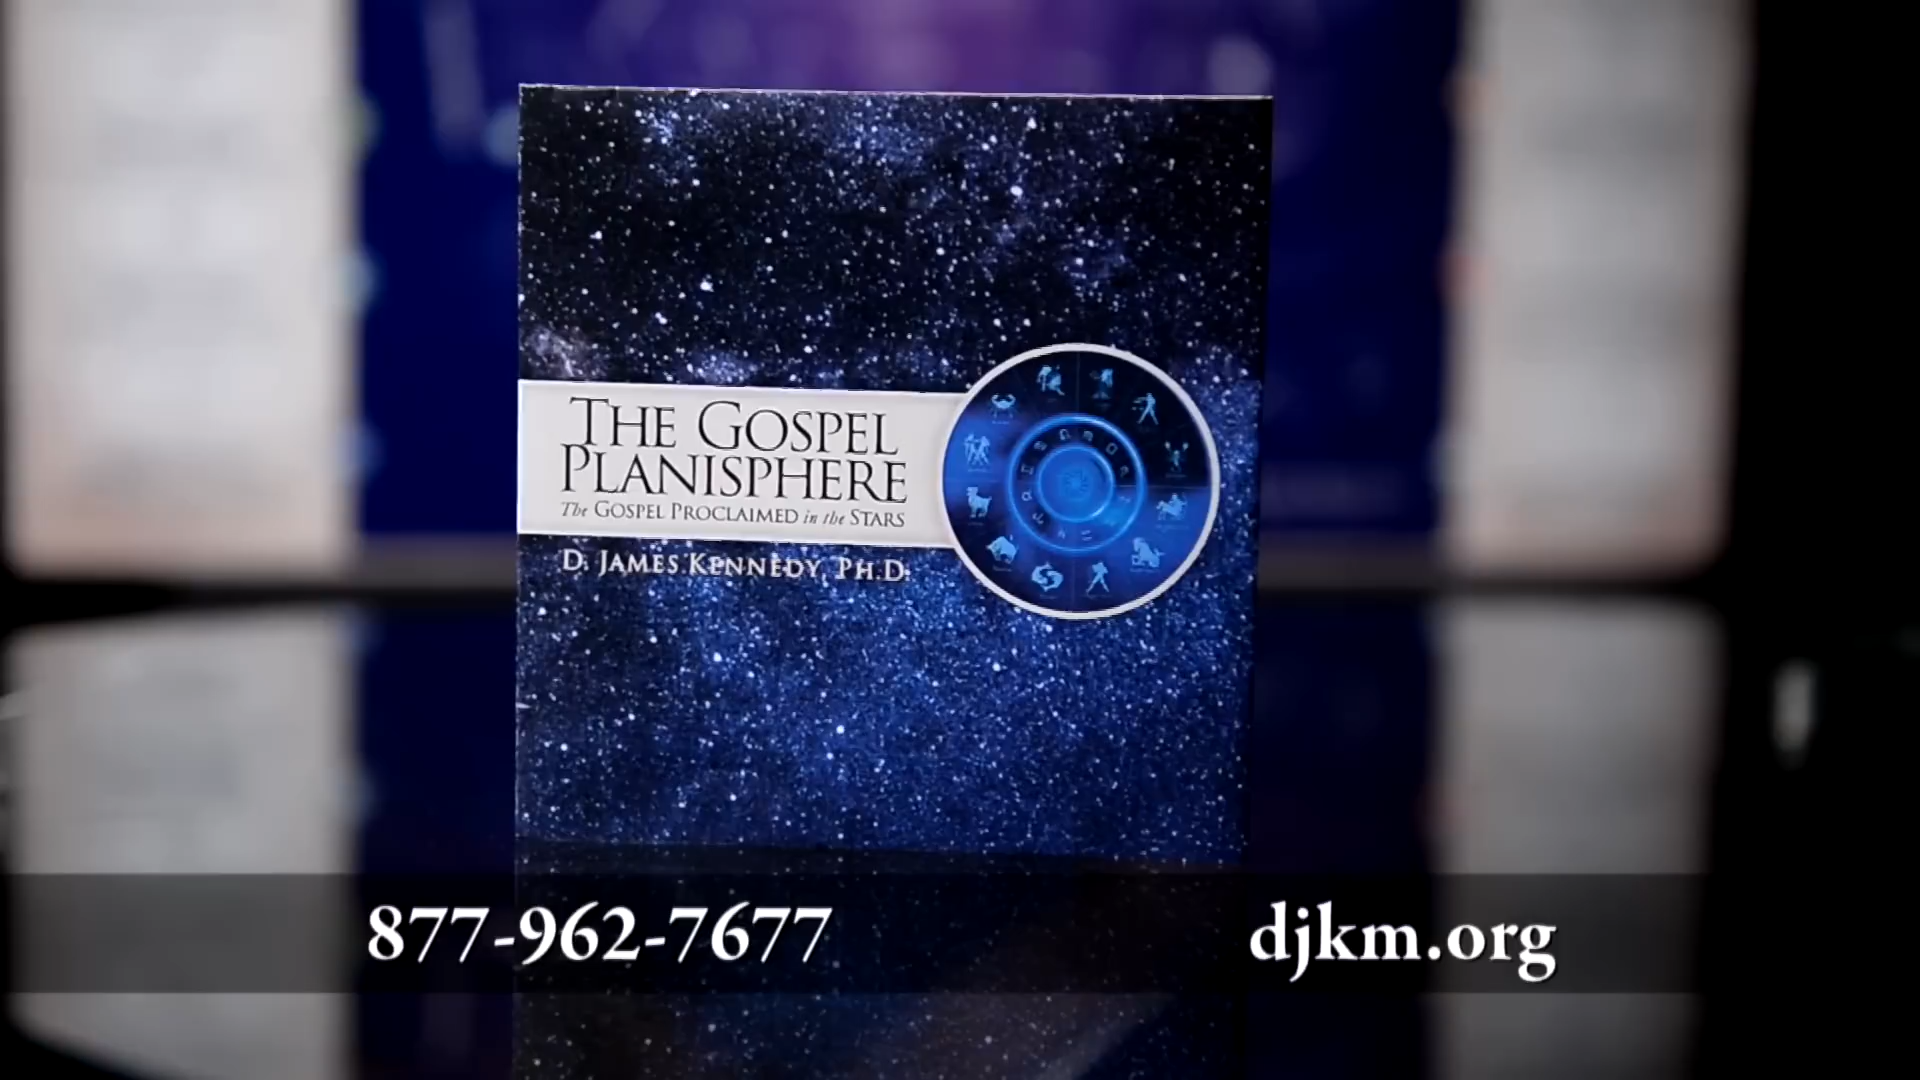 THE GOSPEL
PLANISPHERE
The GOSPEL PROCLAIMED in the STARS
D. JAMES KENNEDY, PH.D.
877-962-7677
djkm.org